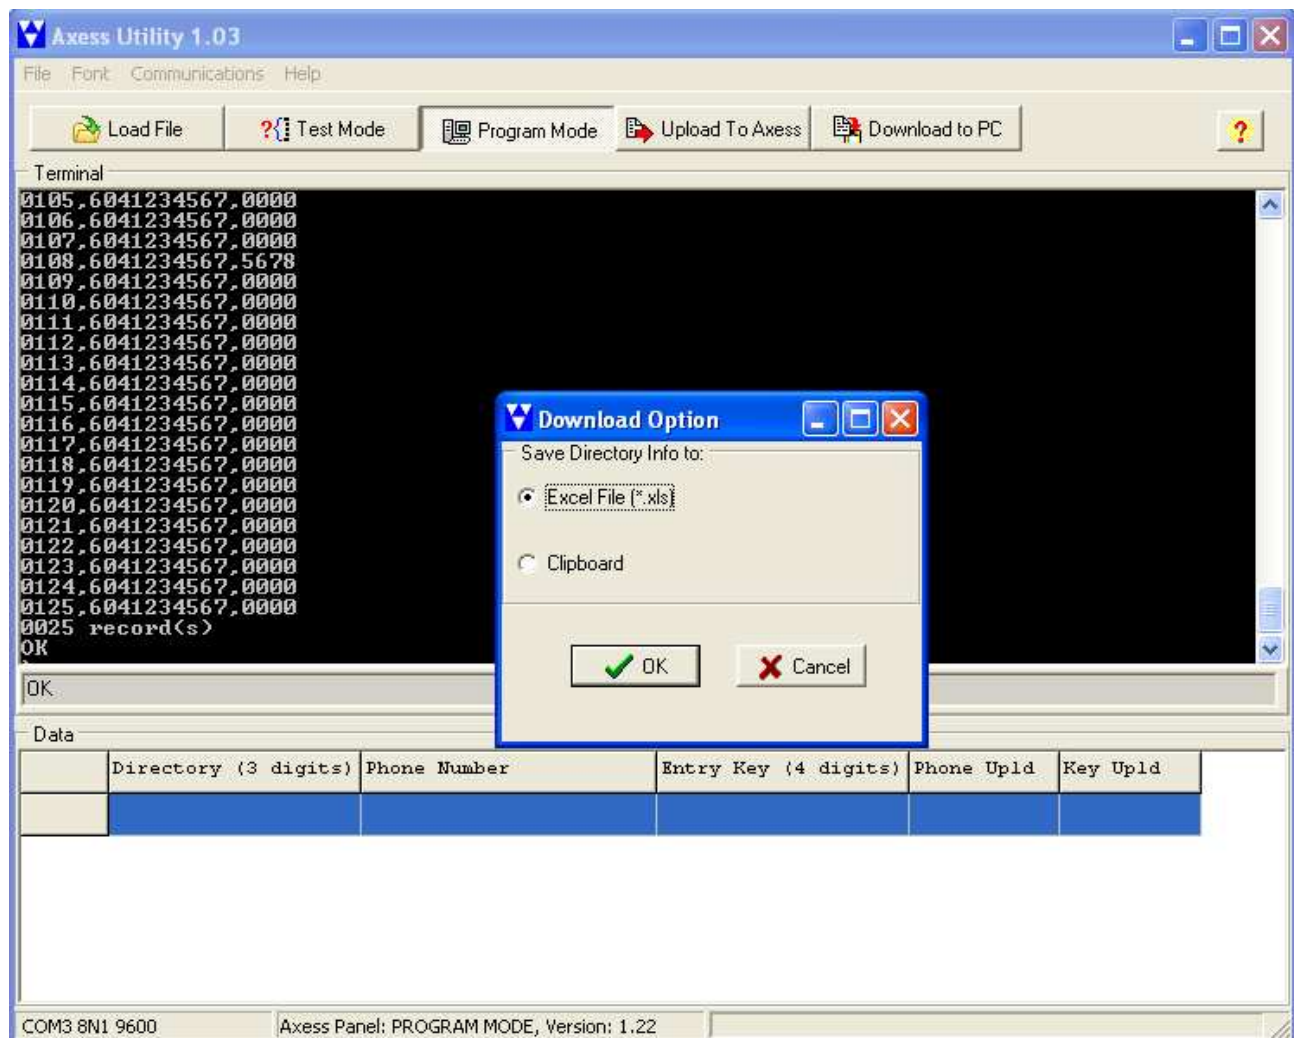 Axess Utility 1.03
File Font Communications Help
Load File ?{ Test Mode Program Mode Upload To Axess Download to PC ?
Terminal
0105,6041234567,0000
0106,6041234567,0000
0107,6041234567,0000
0108,6041234567,5678
0109,6041234567,0000
0110,6041234567,0000
0111,6041234567,0000
0112,6041234567,0000
0113,6041234567,0000
0114,6041234567,0000
0115,6041234567,0000
0116,6041234567,0000
0117,6041234567,0000
0118,6041234567,0000
0119,6041234567,0000
0120,6041234567,0000
0121,6041234567,0000
0122,6041234567,0000
0123,6041234567,0000
0124,6041234567,0000
0125,6041234567,0000
0025 record(s)
OK
Download Option
Save Directory Info to:
Excel File (*.xls)
Clipboard
OK Cancel
OK
Data
Directory (3 digits) Phone Number Entry Key (4 digits) Phone Upld Key Upld
COM3 8N1 9600 Axess Panel: PROGRAM MODE, Version: 1.22